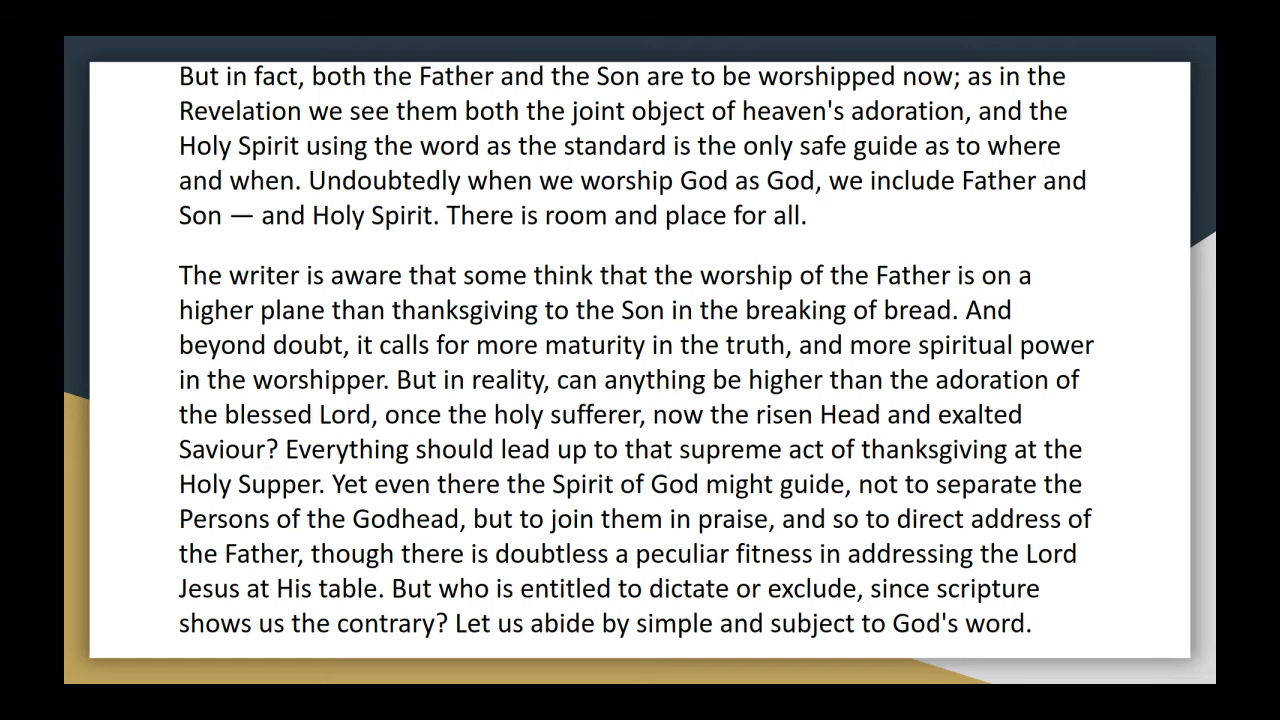 But in fact, both the Father and the Son are to be worshipped now; as in the
Revelation we see them both the joint object of heaven's adoration, and the
Holy Spirit using the word as the standard is the only safe guide as to where
and when. Undoubtedly when we worship God as God, we include Father and
Son — and Holy Spirit. There is room and place for all.
The writer is aware that some think that the worship of the Father is on a
higher plane than thanksgiving to the Son in the breaking of bread. And
beyond doubt, it calls for more maturity in the truth, and more spiritual power
in the worshipper. But in reality, can anything be higher than the adoration of
the blessed Lord, once the holy sufferer, now the risen Head and exalted
Saviour? Everything should lead up to that supreme act of thanksgiving at the
Holy Supper. Yet even there the Spirit of God might guide, not to separate the
Persons of the Godhead, but to join them in praise, and so to direct address of
the Father, though there is doubtless a peculiar fitness in addressing the Lord
Jesus at His table. But who is entitled to dictate or exclude, since scripture
shows us the contrary? Let us abide by simple and subject to God's word.